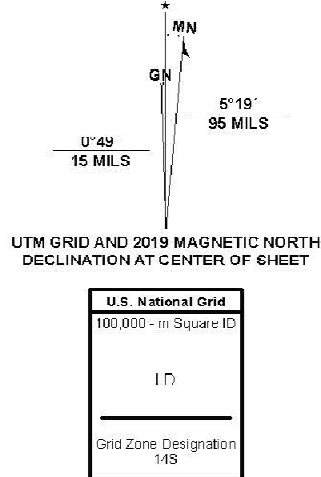 ★
MN
GN
5°19´
95 MILS
0°49
15 MILS
UTM GRID AND 2019 MAGNETIC NORTH
DECLINATION AT CENTER OF SHEET
U.S. National Grid
100,000 - m Square ID
Grid Zone Designation
14S